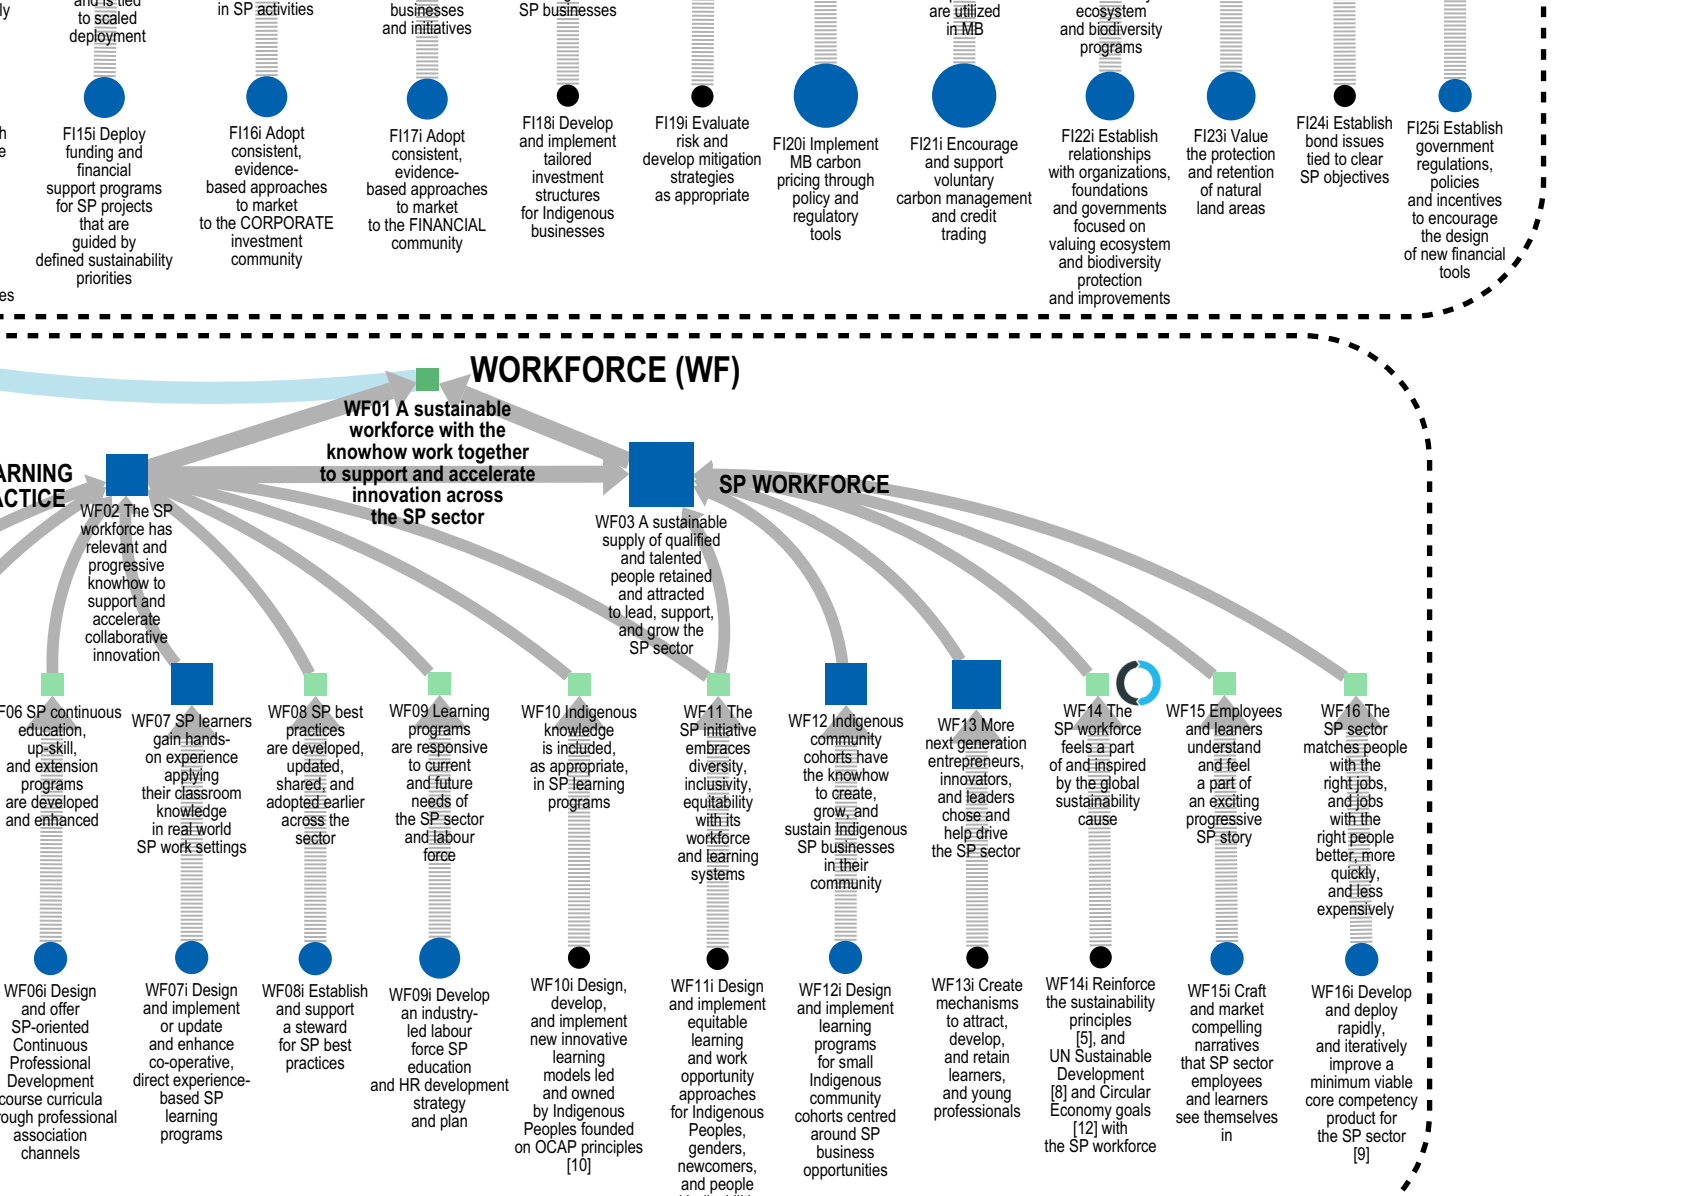 ly
and is tied
to scaled
deployment
in SP activities
businesses
and initiatives
SP businesses
are utilized
in MB
ecosystem
and biodiversity
programs
FI15i Deploy
funding and
financial
support programs
for SP projects
that are
guided by
defined sustainability
priorities
FI16i Adopt
consistent,
evidence-
based approaches
to market
to the CORPORATE
investment
community
FI17i Adopt
consistent,
evidence-
based approaches
to market
to the FINANCIAL
community
FI18i Develop
and implement
tailored
investment
structures
for Indigenous
businesses
FI19i Evaluate
risk and
develop mitigation
strategies
as appropriate
FI20i Implement
MB carbon
pricing through
policy and
regulatory
tools
FI21i Encourage
and support
voluntary
carbon management
and credit
trading
FI22i Establish
relationships
with organizations,
foundations
and governments
focused on
valuing ecosystem
and biodiversity
protection
and improvements
FI23i Value
the protection
and retention
of natural
land areas
FI24i Establish
bond issues
tied to clear
SP objectives
FI25i Establish
government
regulations,
policies
and incentives
to encourage
the design
of new financial
tools
h
e
es
WORKFORCE (WF)
WF01 A sustainable
workforce with the
knowhow work together
to support and accelerate
innovation across
the SP sector
ARNING
ACTICE
WF02 The SP
workforce has
relevant and
progressive
knowhow to
support and
accelerate
collaborative
innovation
SP WORKFORCE
WF03 A sustainable
supply of qualified
and talented
people retained
and attracted
to lead, support,
and grow the
SP sector
F06 SP continuous
education,
up-skill,
and extension
programs
are developed
and enhanced
WF07 SP learners
gain hands-
on experience
applying
their classroom
knowledge
in real world
SP work settings
WF08 SP best
practices
are developed,
updated,
shared, and
adopted earlier
across the
sector
WF09 Learning
programs
are responsive
to current
and future
needs of
the SP sector
and labour
force
WF10 Indigenous
knowledge
is included,
as appropriate,
in SP learning
programs
WF11 The
SP initiative
embraces
diversity,
inclusivity,
equitability
with its
workforce
and learning
systems
WF12 Indigenous
community
cohorts have
the knowhow
to create,
grow, and
sustain Indigenous
SP businesses
in their
community
WF13 More
next generation
entrepreneurs,
innovators,
and leaders
chose and
help drive
the SP sector
WF14 The
SP workforce
feels a part
of and inspired
by the global
sustainability
cause
WF15 Employees
and leaners
understand
and feel
a part of
an exciting
progressive
SP story
WF16 The
SP sector
matches people
with the
right jobs,
and jobs
with the
right people
better, more
quickly,
and less
expensively
WF06i Design
and offer
SP-oriented
Continuous
Professional
Development
course curricula
rough professional
association
channels
WF07i Design
and implement
or update
and enhance
co-operative,
direct experience-
based SP
learning
programs
WF08i Establish
and support
a steward
for SP best
practices
WF09i Develop
an industry-
led labour
force SP
education
and HR development
strategy
and plan
WF10i Design,
develop,
and implement
new innovative
learning
models led
and owned
by Indigenous
Peoples founded
on OCAP principles
[10]
WF11i Design
and implement
equitable
learning
and work
opportunity
approaches
for Indigenous
Peoples,
genders,
newcomers,
and people
WF12i Design
and implement
learning
programs
for small
Indigenous
community
cohorts centred
around SP
business
opportunities
WF13i Create
mechanisms
to attract,
develop,
and retain
learners,
and young
professionals
WF14i Reinforce
the sustainability
principles
[5], and
UN Sustainable
Development
[8] and Circular
Economy goals
[12] with
the SP workforce
WF15i Craft
and market
compelling
narratives
that SP sector
employees
and learners
see themselves
in
WF16i Develop
and deploy
rapidly,
and iteratively
improve a
minimum viable
core competency
product for
the SP sector
[9]